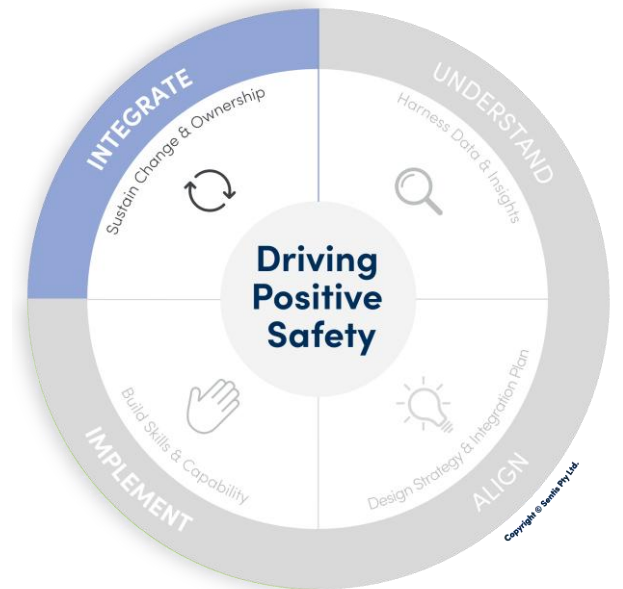 INTEGRATE
Sustain Change & Ownership
UNDERSTAND
Harness Data & Insights
Driving
Positive
Safety
IMPLEMENT
Build Skills & Capability
ALIGN
Design Strategy & Integration Plan
Copyright © Sentis Pty Ltd.